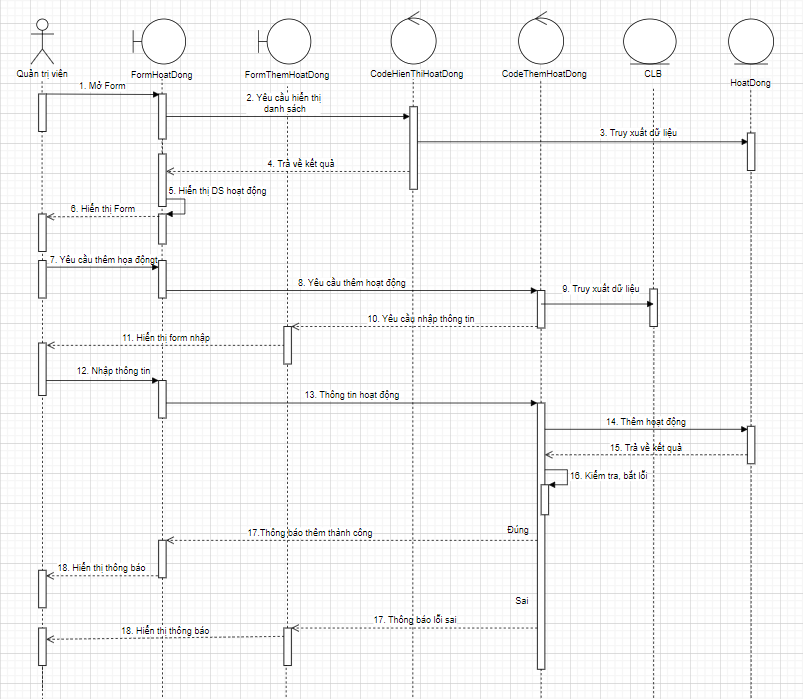 Quản trị viên
FormHoatDong
FormThemHoatDong
CodeHienThiHoatDong
CodeThemHoatDong
CLB
HoatDong
1. Mở Form
2. Yêu cầu hiển thị
danh sách
3. Truy xuất dữ liệu
4. Trả về kết quả
5. Hiển thị DS hoạt động
6. Hiển thị Form
7. Yêu cầu thêm họa độngt
8. Yêu cầu thêm hoạt động
9. Truy xuất dữ liệu
10. Yêu cầu nhập thông tin
11. Hiển thị form nhập
12. Nhập thông tin
13. Thông tin hoạt động
14. Thêm hoạt động
15. Trả về kết quả
16. Kiểm tra, bắt lỗi
Đúng
17.Thông báo thêm thành công
18. Hiển thị thông báo
Sai
17. Thông báo lỗi sai
18. Hiển thị thông báo